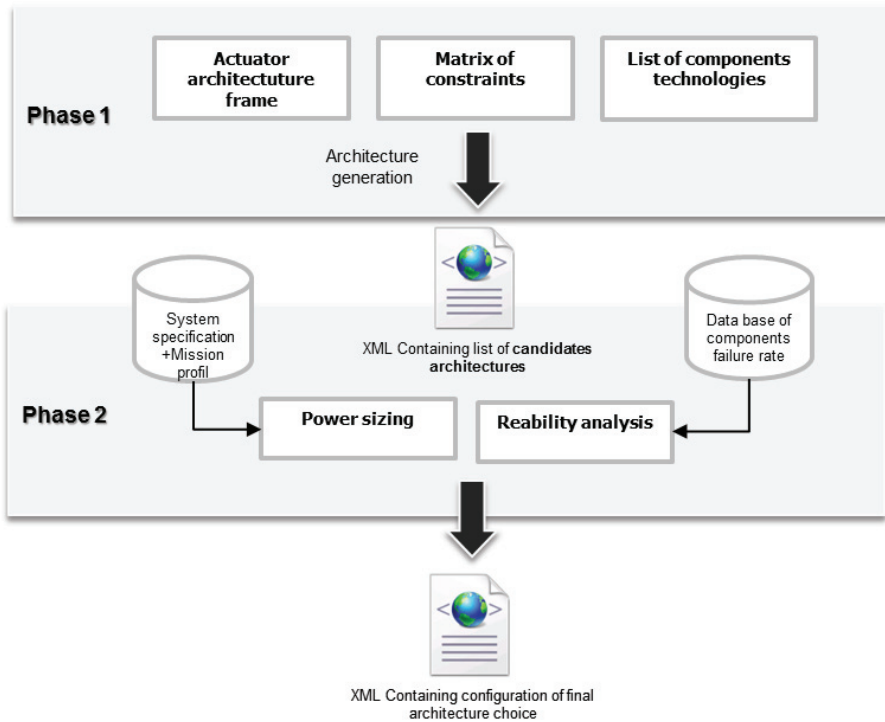 Phase 1
Actuator
architectuture
frame
Matrix of
constraints
List of components
technologies
Architecture
generation
System
specification
+Mission
profil
XML Containing list of candidates
architectures
Data base of
components
failure rate
Phase 2
Power sizing
Reability analysis
XML Containing configuration of final
architecture choice